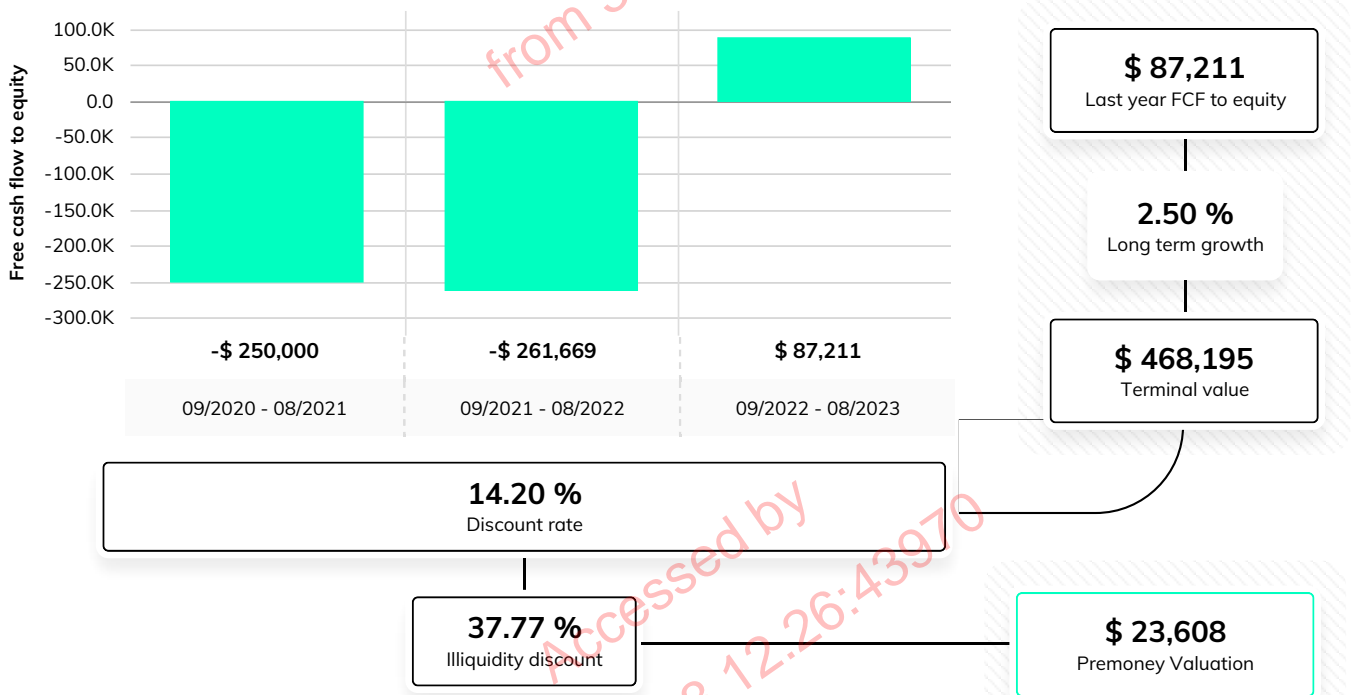 from
Free cash flow to equity
100.0K
50.0K
0.0
-50.0K
-100.0K
-150.0K
-200.0K
-250.0K
-300.0K
-$ 250,000
-$ 261,669
$ 87,211
09/2020 - 08/2021
09/2021 - 08/2022
09/2022 - 08/2023
$ 87,211
Last year FCF to equity
2.50 %
Long term growth
$ 468,195
Terminal value
14.20 %
Discount rate
37.77 %
Illiquidity discount
$ 23,608
Premoney Valuation
Accessed by
12.26:43970